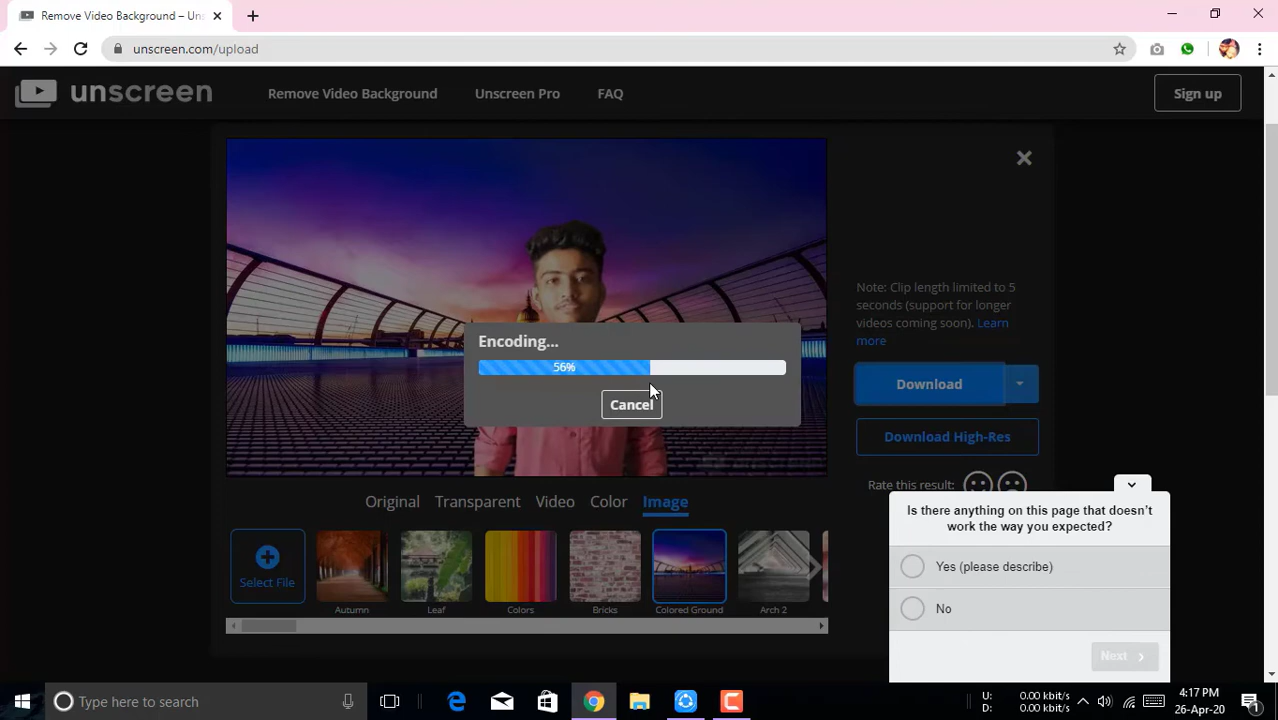 Remove Video Background – Uns
unscreen.com/upload
unscreen
Remove Video Background
Unscreen Pro
FAQ
Sign up
Note: Clip length limited to 5
seconds (support for longer
videos coming soon). Learn
more
Encoding...
56%
Cancel
Download
Download High-Res
Rate this result:
Original
Transparent
Video
Color
Image
Select File
Autumn
Leaf
Colors
Bricks
Colored Ground
Arch 2
Is there anything on this page that doesn't
work the way you expected?
Yes (please describe)
No
Next
Type here to search
U: 0.00 kbit/s
D: 0.00 kbit/s
4:17 PM
26-Apr-20
1